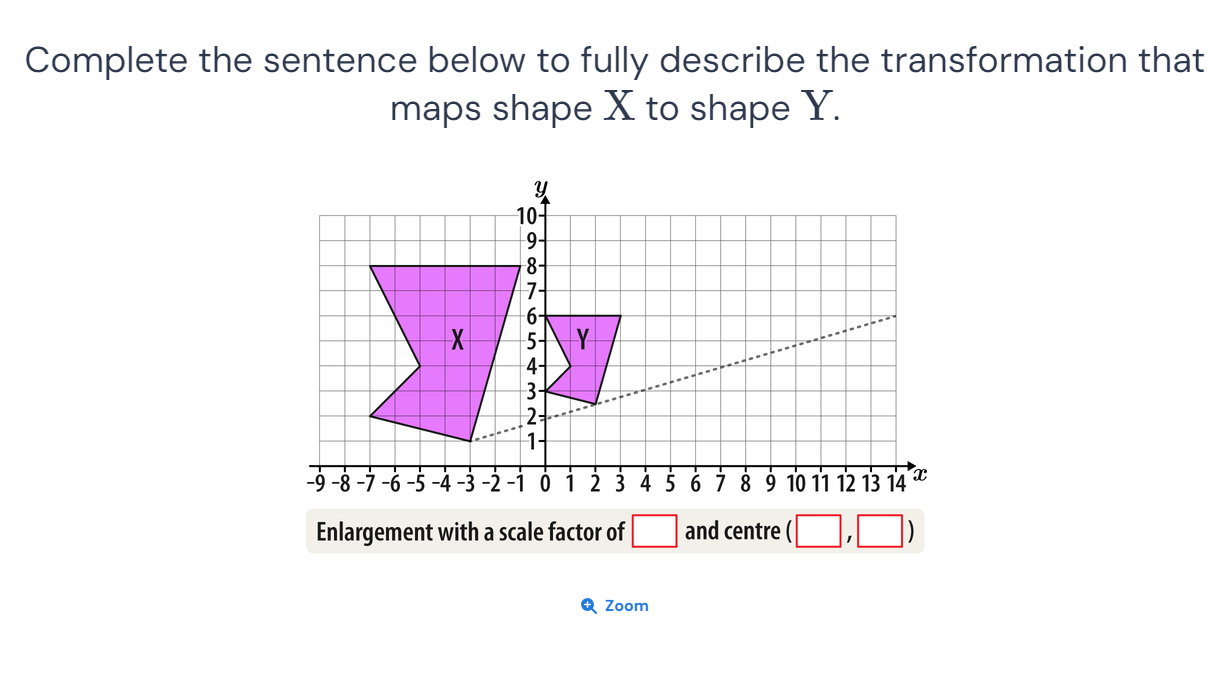 Complete the sentence below to fully describe the transformation that
maps shape X to shape Y.
y
10
9
8
7
6
5
4
3
2
1
X
Y
-9 -8 -7 -6 -5 -4 -3 -2 -1 0 1 2 3 4 5 6 7 8 9 10 11 12 13 14 x
Enlargement with a scale factor of and centre ( , )
Zoom